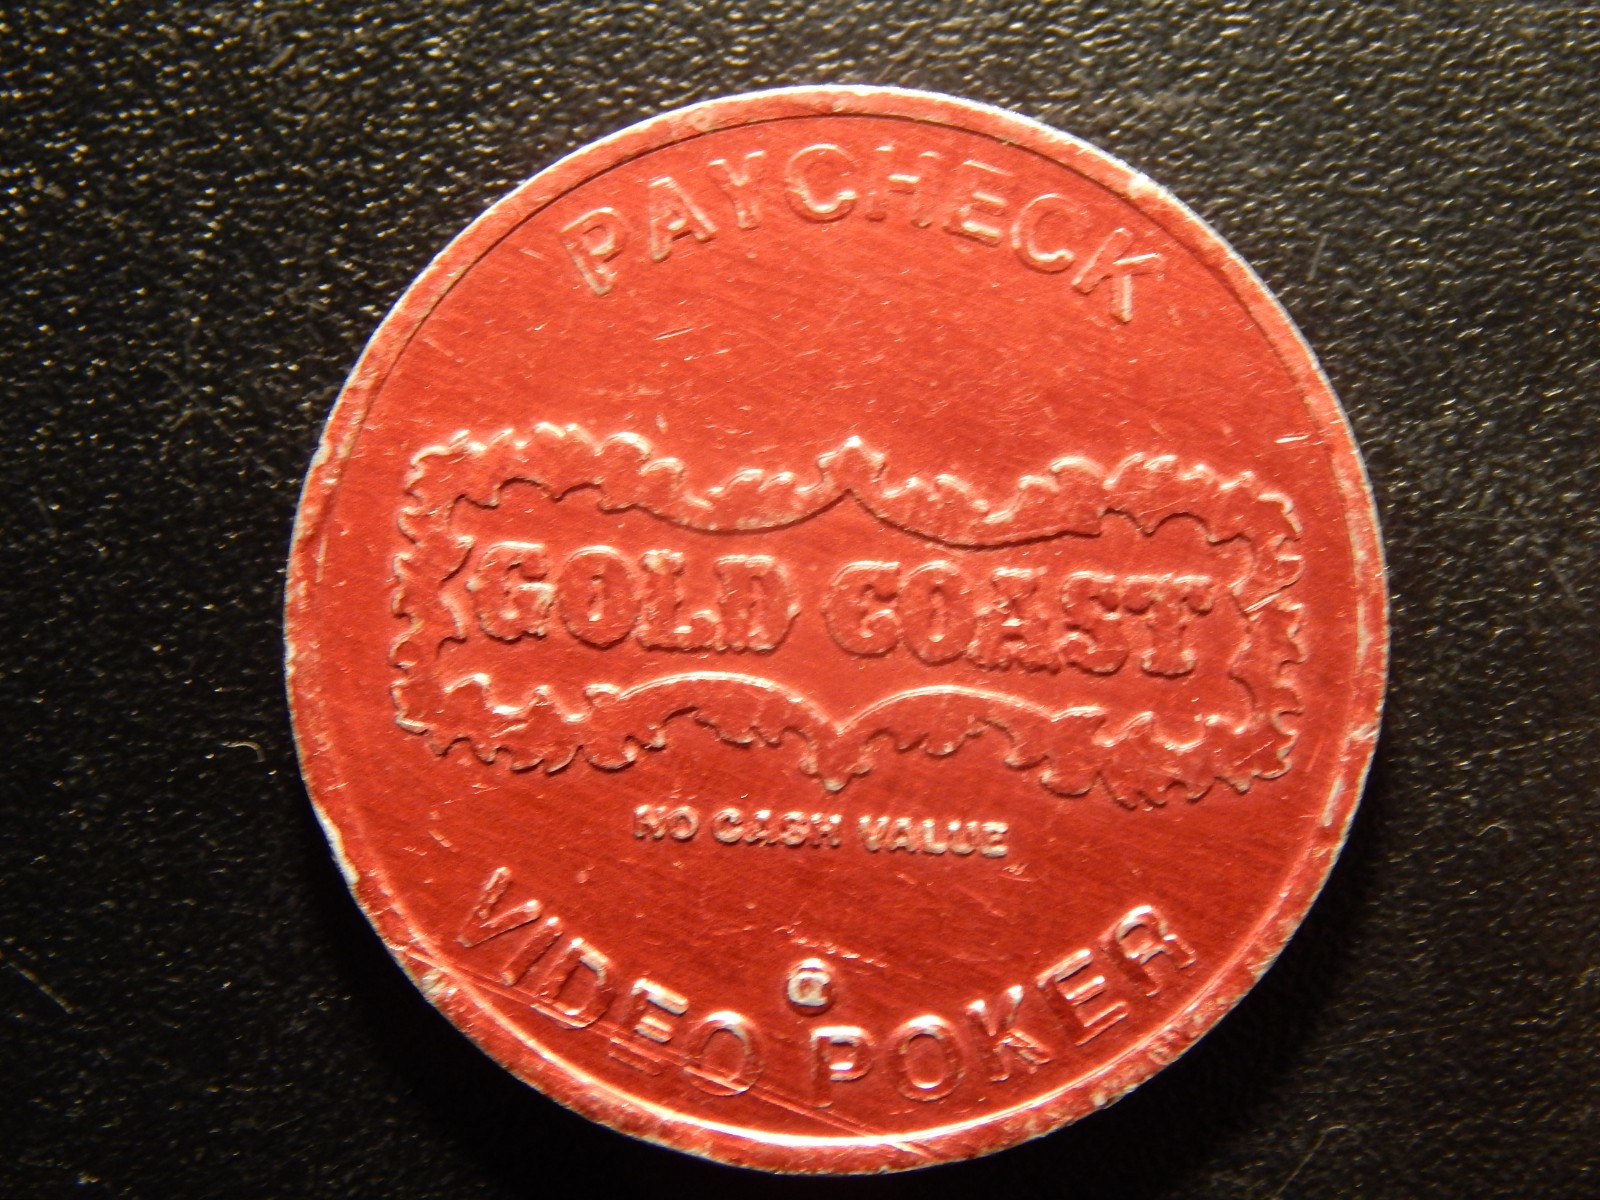 PAYCHECK
GOLD COAST
NO CASH VALUE
G
VIDEO POKER